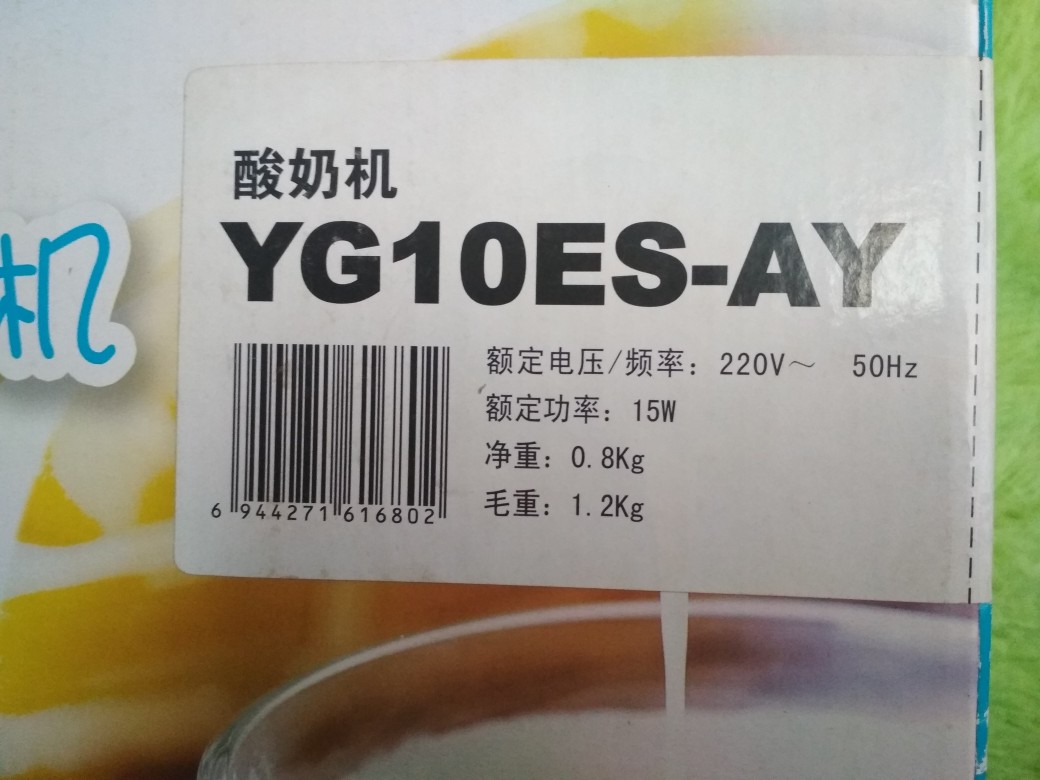 酸奶机
YG10ES-AY
机
额定电压/频率：220V～ 50Hz
额定功率：15W
净重：0.8Kg
毛重：1.2Kg
6 944271 616802